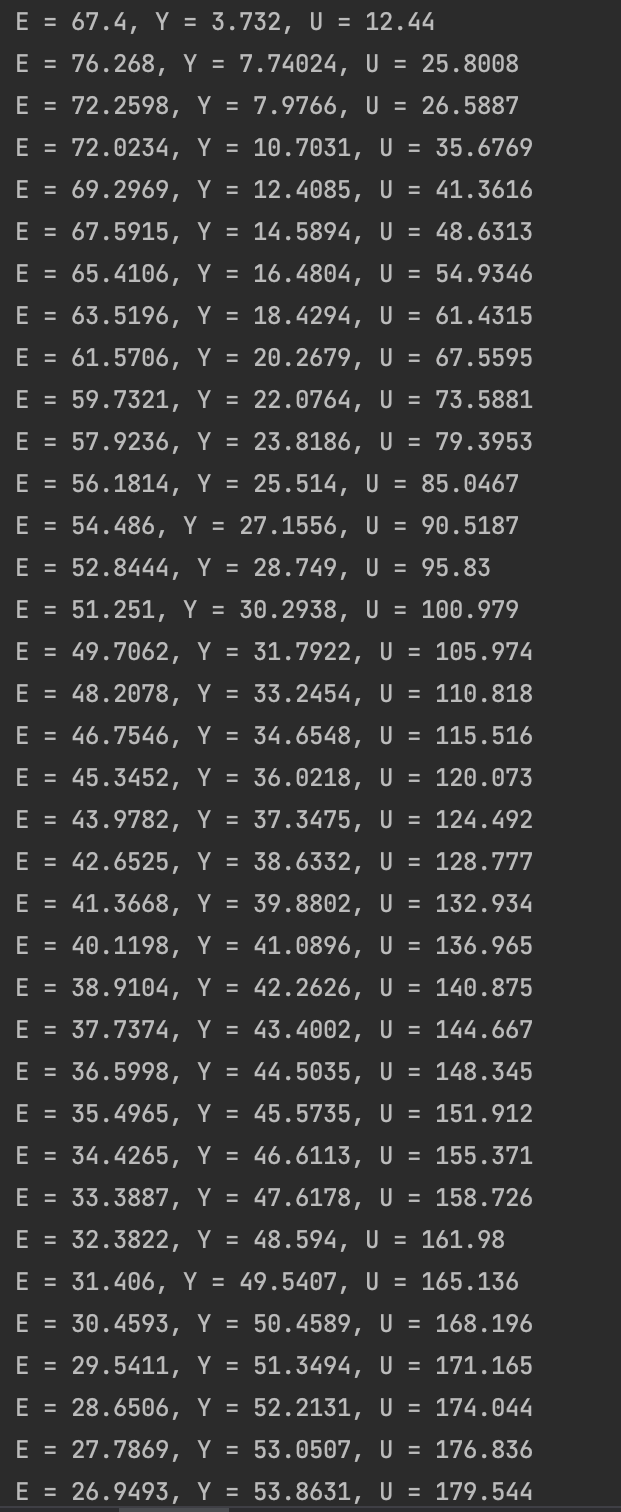 E = 67.4, Y = 3.732, U = 12.44
E = 76.268, Y = 7.74024, U = 25.8008
E = 72.2598, Y = 7.9766, U = 26.5887
E = 72.0234, Y = 10.7031, U = 35.6769
E = 69.2969, Y = 12.4085, U = 41.3616
E = 67.5915, Y = 14.5894, U = 48.6313
E = 65.4106, Y = 16.4804, U = 54.9346
E = 63.5196, Y = 18.4294, U = 61.4315
E = 61.5706, Y = 20.2679, U = 67.5595
E = 59.7321, Y = 22.0764, U = 73.5881
E = 57.9236, Y = 23.8186, U = 79.3953
E = 56.1814, Y = 25.514, U = 85.0467
E = 54.486, Y = 27.1556, U = 90.5187
E = 52.8444, Y = 28.749, U = 95.83
E = 51.251, Y = 30.2938, U = 100.979
E = 49.7062, Y = 31.7922, U = 105.974
E = 48.2078, Y = 33.2454, U = 110.818
E = 46.7546, Y = 34.6548, U = 115.516
E = 45.3452, Y = 36.0218, U = 120.073
E = 43.9782, Y = 37.3475, U = 124.492
E = 42.6525, Y = 38.6332, U = 128.777
E = 41.3668, Y = 39.8802, U = 132.934
E = 40.1198, Y = 41.0896, U = 136.965
E = 38.9104, Y = 42.2626, U = 140.875
E = 37.7374, Y = 43.4002, U = 144.667
E = 36.5998, Y = 44.5035, U = 148.345
E = 35.4965, Y = 45.5735, U = 151.912
E = 34.4265, Y = 46.6113, U = 155.371
E = 33.3887, Y = 47.6178, U = 158.726
E = 32.3822, Y = 48.594, U = 161.98
E = 31.406, Y = 49.5407, U = 165.136
E = 30.4593, Y = 50.4589, U = 168.196
E = 29.5411, Y = 51.3494, U = 171.165
E = 28.6506, Y = 52.2131, U = 174.044
E = 27.7869, Y = 53.0507, U = 176.836
E = 26.9493, Y = 53.8631, U = 179.544